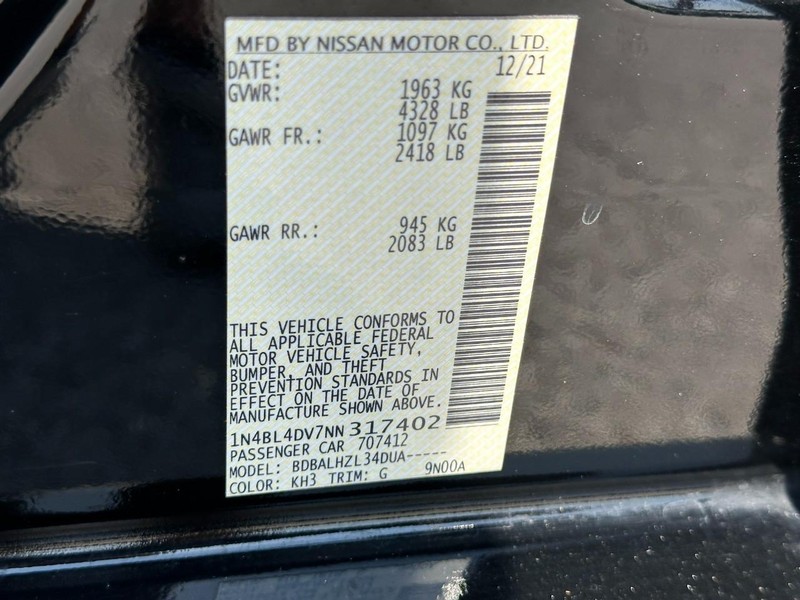 MFD BY NISSAN MOTOR CO., LTD.
DATE: 12/21
GVWR: 1963 KG
4328 LB
GAWR FR.: 1097 KG
2418 LB
GAWR RR.: 945 KG
2083 LB
THIS VEHICLE CONFORMS TO
ALL APPLICABLE FEDERAL
MOTOR VEHICLE SAFETY,
BUMPER, AND THEFT
PREVENTION STANDARDS IN
EFFECT ON THE DATE OF
MANUFACTURE SHOWN ABOVE.
1N4BL4DV7NN317402
PASSENGER CAR 707412
MODEL: BDBALHZL34DUA-----
COLOR: KH3 TRIM: G 9N00A